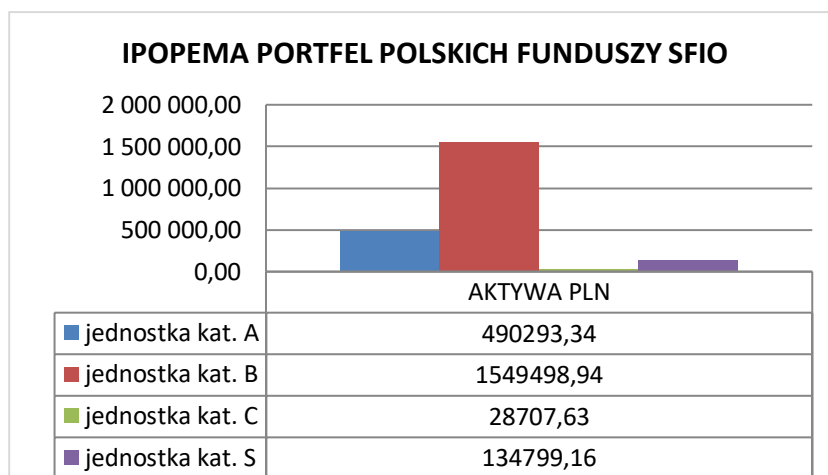 IPOPEMA PORTFEL POLSKICH FUNDUSZY SFIO
2 000 000,00
1 500 000,00
1 000 000,00
500 000,00
0,00
AKTYWA PLN
jednostka kat. A 490293,34
jednostka kat. B 1549498,94
jednostka kat. C 28707,63
jednostka kat. S 134799,16